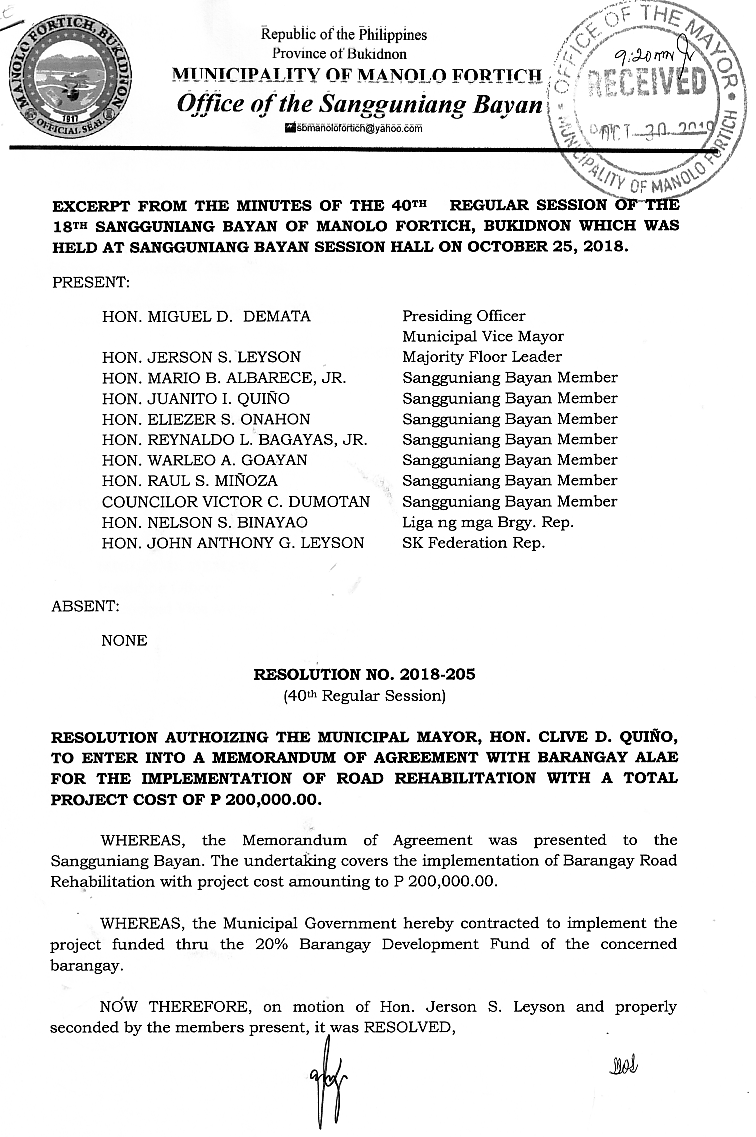 Republic of the Philippines
Province of Bukidnon
MUNICIPALITY OF MANOLO FORTICH
Office of the Sangguniang Bayan
sbmanolofortich@yahoo.com
MANOLO FORTICH, BUKIDNON
1917
OFFICIAL SEAL
OFFICE OF THE MAYOR
9:20
RECEIVED
OCT 30 2019
MUNICIPALITY OF MANOLO FORTICH
EXCERPT FROM THE MINUTES OF THE 40TH REGULAR SESSION OF THE
18TH SANGGUNIANG BAYAN OF MANOLO FORTICH, BUKIDNON WHICH WAS
HELD AT SANGGUNIANG BAYAN SESSION HALL ON OCTOBER 25, 2018.
PRESENT:
HON. MIGUEL D. DEMATA Presiding Officer
Municipal Vice Mayor
HON. JERSON S. LEYSON Majority Floor Leader
HON. MARIO B. ALBARECE, JR. Sangguniang Bayan Member
HON. JUANITO I. QUIÑO Sangguniang Bayan Member
HON. ELIEZER S. ONAHON Sangguniang Bayan Member
HON. REYNALDO L. BAGAYAS, JR. Sangguniang Bayan Member
HON. WARLEO A. GOAYAN Sangguniang Bayan Member
HON. RAUL S. MIÑOZA Sangguniang Bayan Member
COUNCILOR VICTOR C. DUMOTAN Sangguniang Bayan Member
HON. NELSON S. BINAYAO Liga ng mga Brgy. Rep.
HON. JOHN ANTHONY G. LEYSON SK Federation Rep.
ABSENT:
NONE
RESOLUTION NO. 2018-205
(40th Regular Session)
RESOLUTION AUTHOIZING THE MUNICIPAL MAYOR, HON. CLIVE D. QUIÑO,
TO ENTER INTO A MEMORANDUM OF AGREEMENT WITH BARANGAY ALAE
FOR THE IMPLEMENTATION OF ROAD REHABILITATION WITH A TOTAL
PROJECT COST OF P 200,000.00.
WHEREAS, the Memorandum of Agreement was presented to the
Sangguniang Bayan. The undertaking covers the implementation of Barangay Road
Rehabilitation with project cost amounting to P 200,000.00.
WHEREAS, the Municipal Government hereby contracted to implement the
project funded thru the 20% Barangay Development Fund of the concerned
barangay.
NOW THEREFORE, on motion of Hon. Jerson S. Leyson and properly
seconded by the members present, it was RESOLVED,